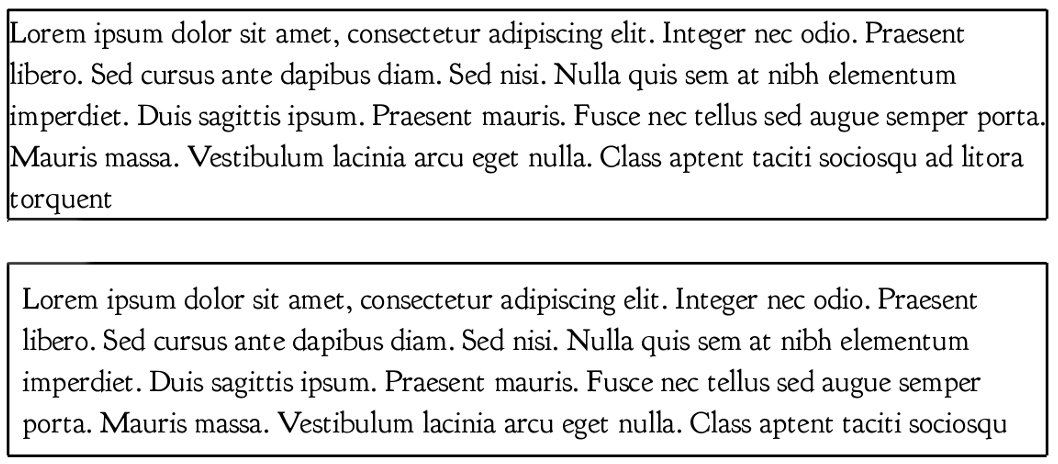 Lorem ipsum dolor sit amet, consectetur adipiscing elit. Integer nec odio. Praesent
libero. Sed cursus ante dapibus diam. Sed nisi. Nulla quis sem at nibh elementum
imperdiet. Duis sagittis ipsum. Praesent mauris. Fusce nec tellus sed augue semper porta.
Mauris massa. Vestibulum lacinia arcu eget nulla. Class aptent taciti sociosqu ad litora
torquent
Lorem ipsum dolor sit amet, consectetur adipiscing elit. Integer nec odio. Praesent
libero. Sed cursus ante dapibus diam. Sed nisi. Nulla quis sem at nibh elementum
imperdiet. Duis sagittis ipsum. Praesent mauris. Fusce nec tellus sed augue semper
porta. Mauris massa. Vestibulum lacinia arcu eget nulla. Class aptent taciti sociosqu